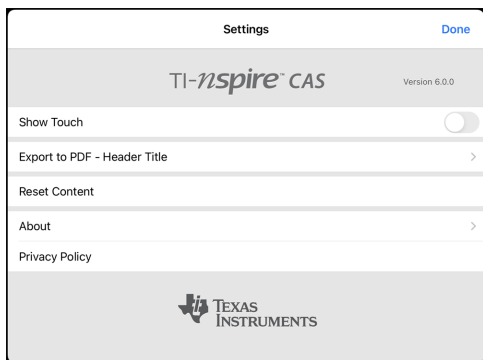 Settings
Done
TI-nspire™ CAS
Version 6.0.0
Show Touch
Export to PDF - Header Title
Reset Content
About
Privacy Policy
TEXAS
INSTRUMENTS